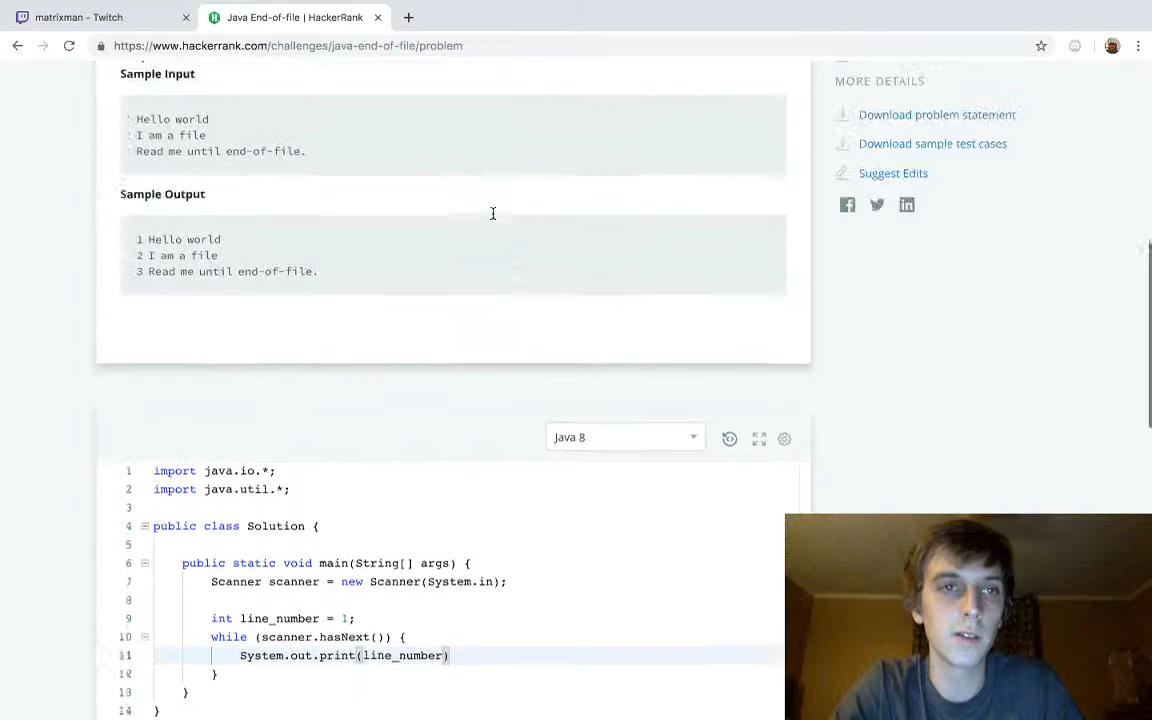 matrixman - Twitch
Java End-of-file | HackerRank
https://www.hackerrank.com/challenges/java-end-of-file/problem
Sample Input
Hello world
I am a file
Read me until end-of-file.
Sample Output
1 Hello world
2 I am a file
3 Read me until end-of-file.
MORE DETAILS
Download problem statement
Download sample test cases
Suggest Edits
Java 8
1 import java.io.*;
2 import java.util.*;
3
4 public class Solution {
5
6 public static void main(String[] args) {
7 Scanner scanner = new Scanner(System.in);
8
9 int line_number = 1;
10 while (scanner.hasNext()) {
11 System.out.print(line_number)
12 }
13 }
14 }